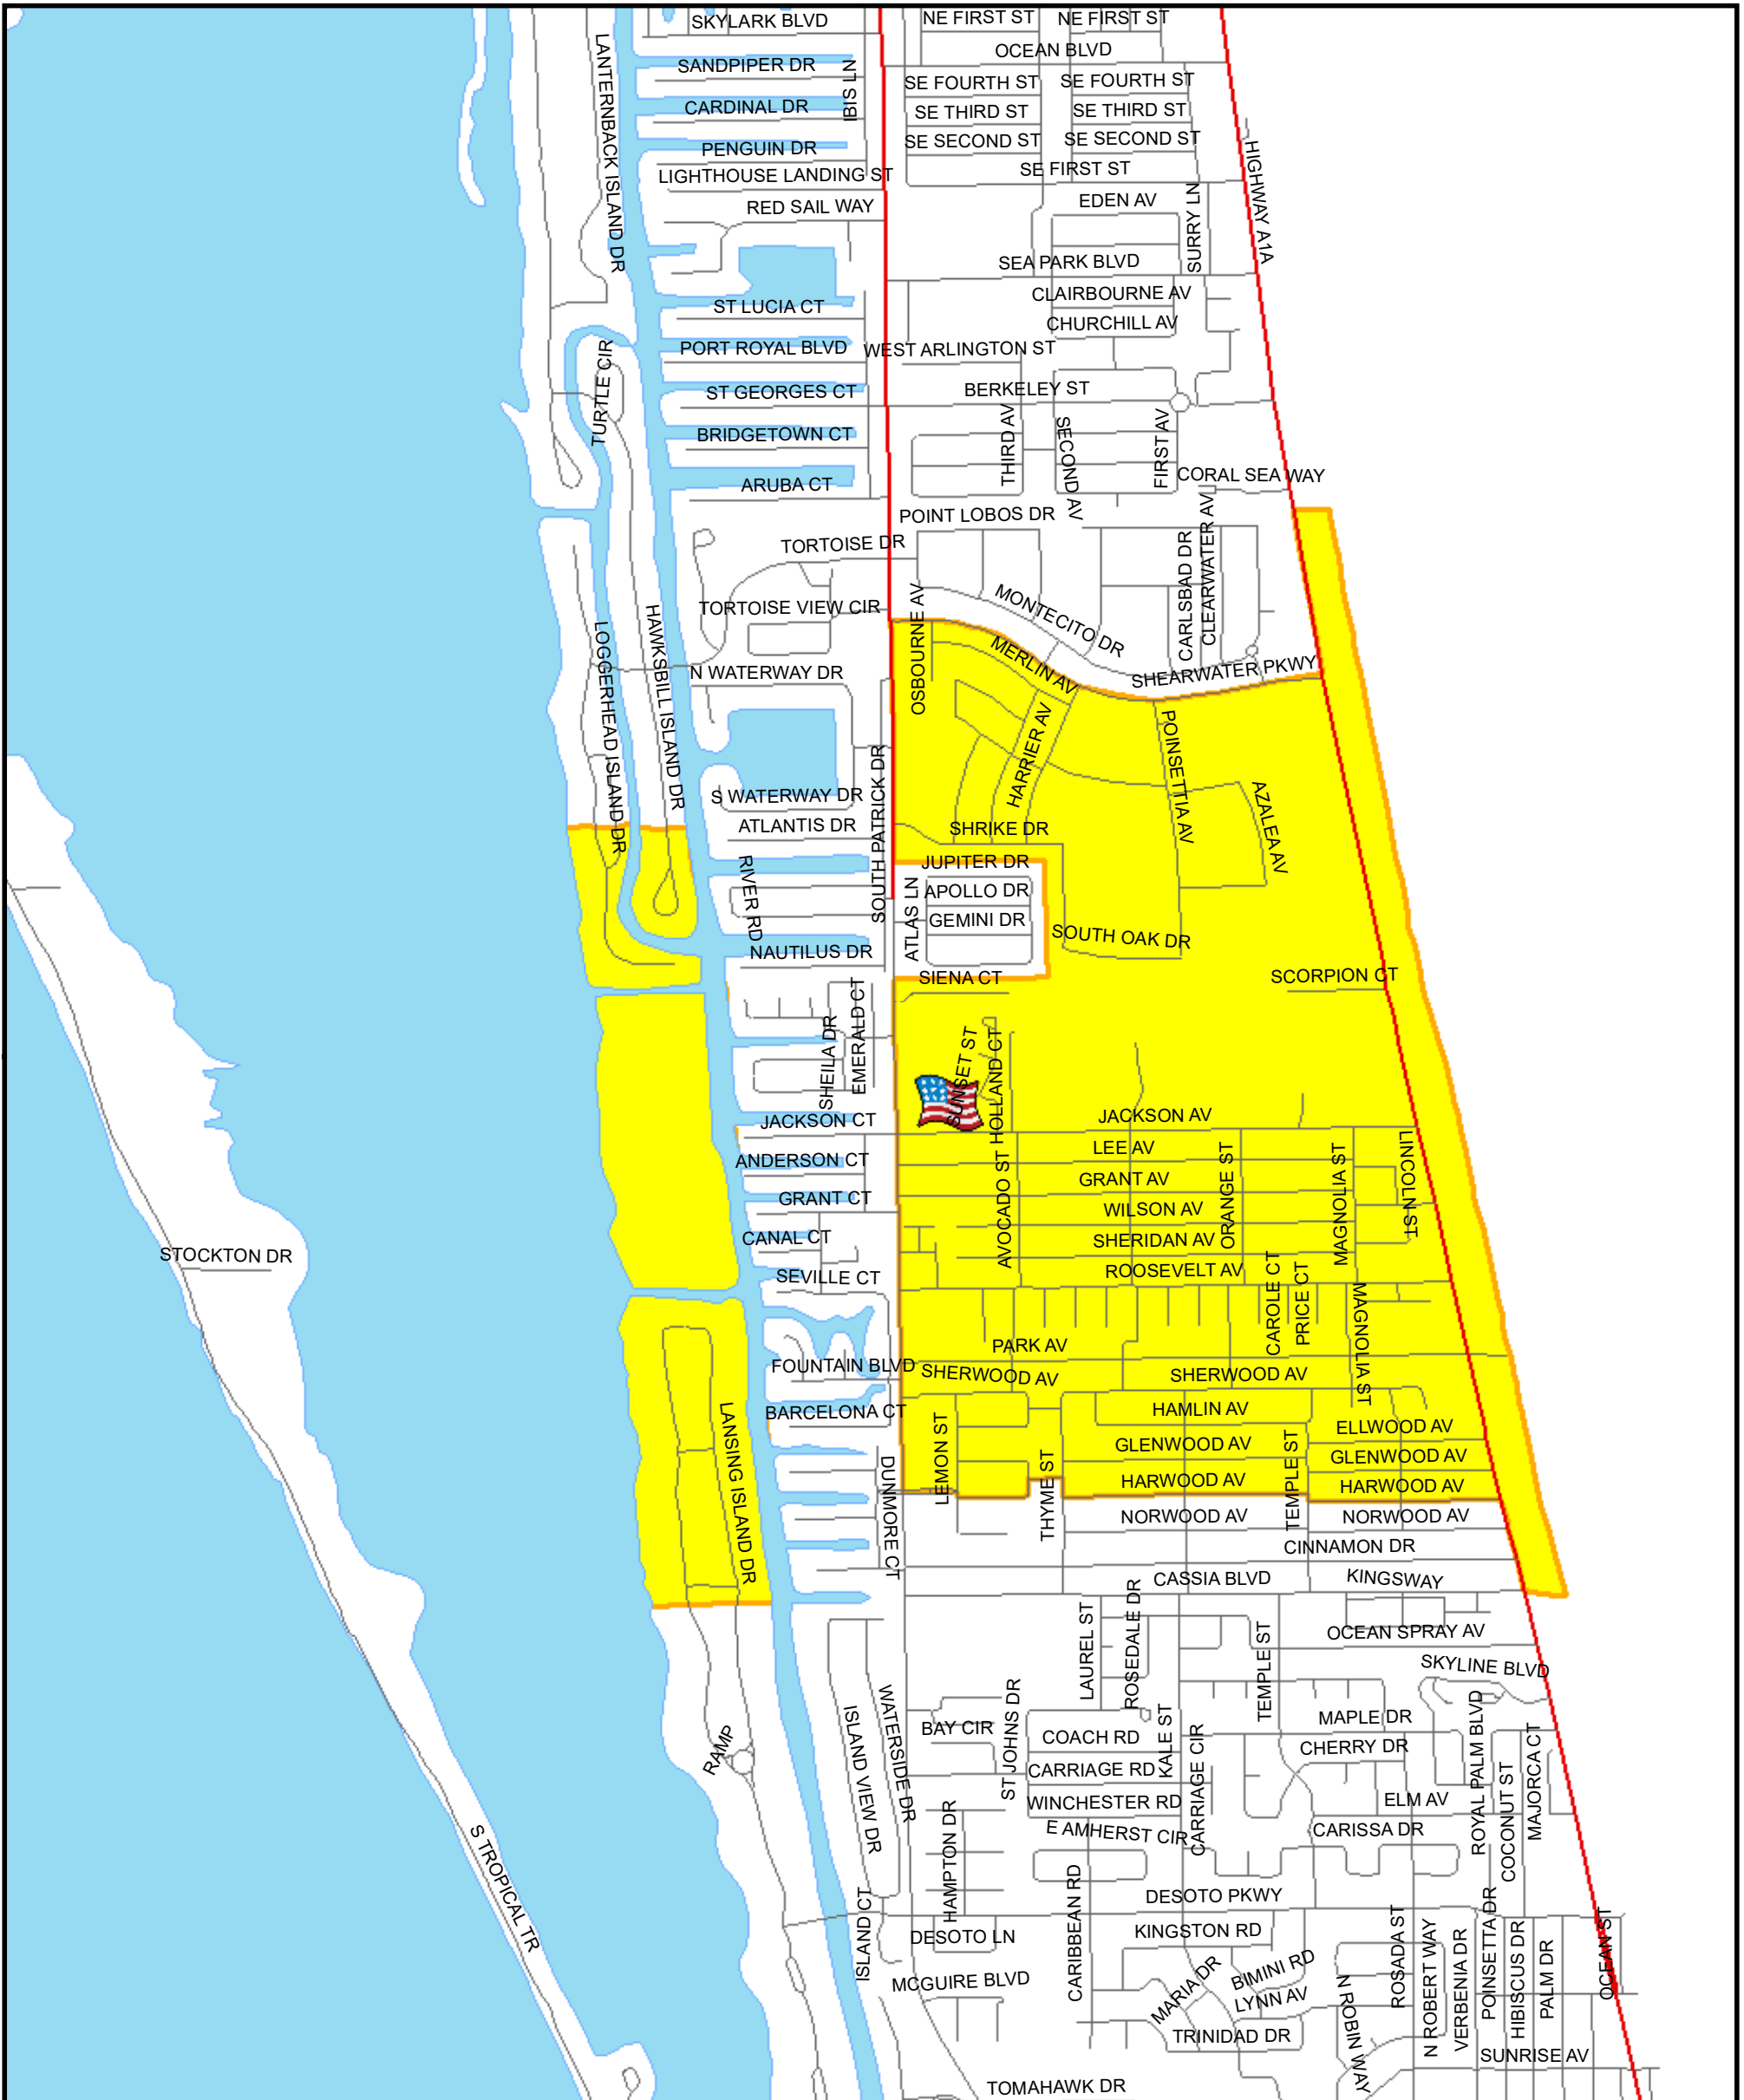 SKYLARK BLVD
NE FIRST ST
NE FIRST ST
OCEAN BLVD
SANDPIPER DR
SE FOURTH ST
SE FOURTH ST
CARDINAL DR
IBIS LN
SE THIRD ST
SE THIRD ST
LANTERNBACK ISLAND DR
PENGUIN DR
SE SECOND ST
SE SECOND ST
LIGHTHOUSE LANDING ST
SE FIRST ST
HIGHWAY A1A
RED SAIL WAY
EDEN AV
SURRY LN
SEA PARK BLVD
ST LUCIA CT
CLAIRBOURNE AV
CHURCHILL AV
PORT ROYAL BLVD
WEST ARLINGTON ST
TURTLE CIR
ST GEORGES CT
BERKELEY ST
BRIDGETOWN CT
THIRD AV
SECOND AV
FIRST AV
ARUBA CT
CORAL SEA WAY
POINT LOBOS DR
TORTOISE DR
CARLSBAD DR
CLEARWATER AV
TORTOISE VIEW CIR
OSBOURNE AV
MONTECITO DR
LOGGERHEAD ISLAND DR
HAWKSBILL ISLAND DR
N WATERWAY DR
MERLIN AV
SHEARWATER PKWY
HARRIER AV
POINSETTIA AV
S WATERWAY DR
SOUTH PATRICK DR
AZALEA AV
ATLANTIS DR
SHRIKE DR
JUPITER DR
RIVER RD
APOLLO DR
ATLAS LN
GEMINI DR
SOUTH OAK DR
NAUTILUS DR
SIENA CT
SCORPION CT
SHEILA DR
EMERALD CT
SUNSET ST
HOLLAND CT
JACKSON CT
JACKSON AV
LEE AV
LINCOLN ST
ANDERSON CT
GRANT AV
AVOCADO ST
ORANGE ST
MAGNOLIA ST
GRANT CT
WILSON AV
CANAL CT
SHERIDAN AV
STOCKTON DR
SEVILLE CT
ROOSEVELT AV
CAROLE CT
PRICE CT
MAGNOLIA ST
PARK AV
FOUNTAIN BLVD
SHERWOOD AV
SHERWOOD AV
BARCELONA CT
HAMLIN AV
ELLWOOD AV
LANSING ISLAND DR
LEMON ST
GLENWOOD AV
GLENWOOD AV
DUNMORE CT
THYME ST
HARWOOD AV
TEMPLE ST
HARWOOD AV
NORWOOD AV
NORWOOD AV
CINNAMON DR
CASSIA BLVD
KINGSWAY
LAUREL ST
ROSEDALE DR
TEMPLE ST
OCEAN SPRAY AV
SKYLINE BLVD
WATERSIDE DR
ISLAND VIEW DR
BAY CIR
ST JOHNS DR
COACH RD
KALE ST
CARRIAGE CIR
MAPLE DR
RAMP
CHERRY DR
ROYAL PALM BLVD
COCONUT ST
MAJORCA CT
CARRIAGE RD
WINCHESTER RD
ELM AV
HAMPTON DR
E AMHERST CIR
CARISSA DR
S TROPICAL TR
ISLAND CT
CARIBBEAN RD
DESOTO PKWY
DESOTO LN
KINGSTON RD
ROSADA ST
N ROBERT WAY
VERBENIA DR
POINSETTA DR
HIBISCUS DR
PALM DR
OCEAN ST
MCGUIRE BLVD
MARIA DR
BIMINI RD
LYNN AV
N ROBIN WAY
TRINIDAD DR
SUNRISE AV
TOMAHAWK DR